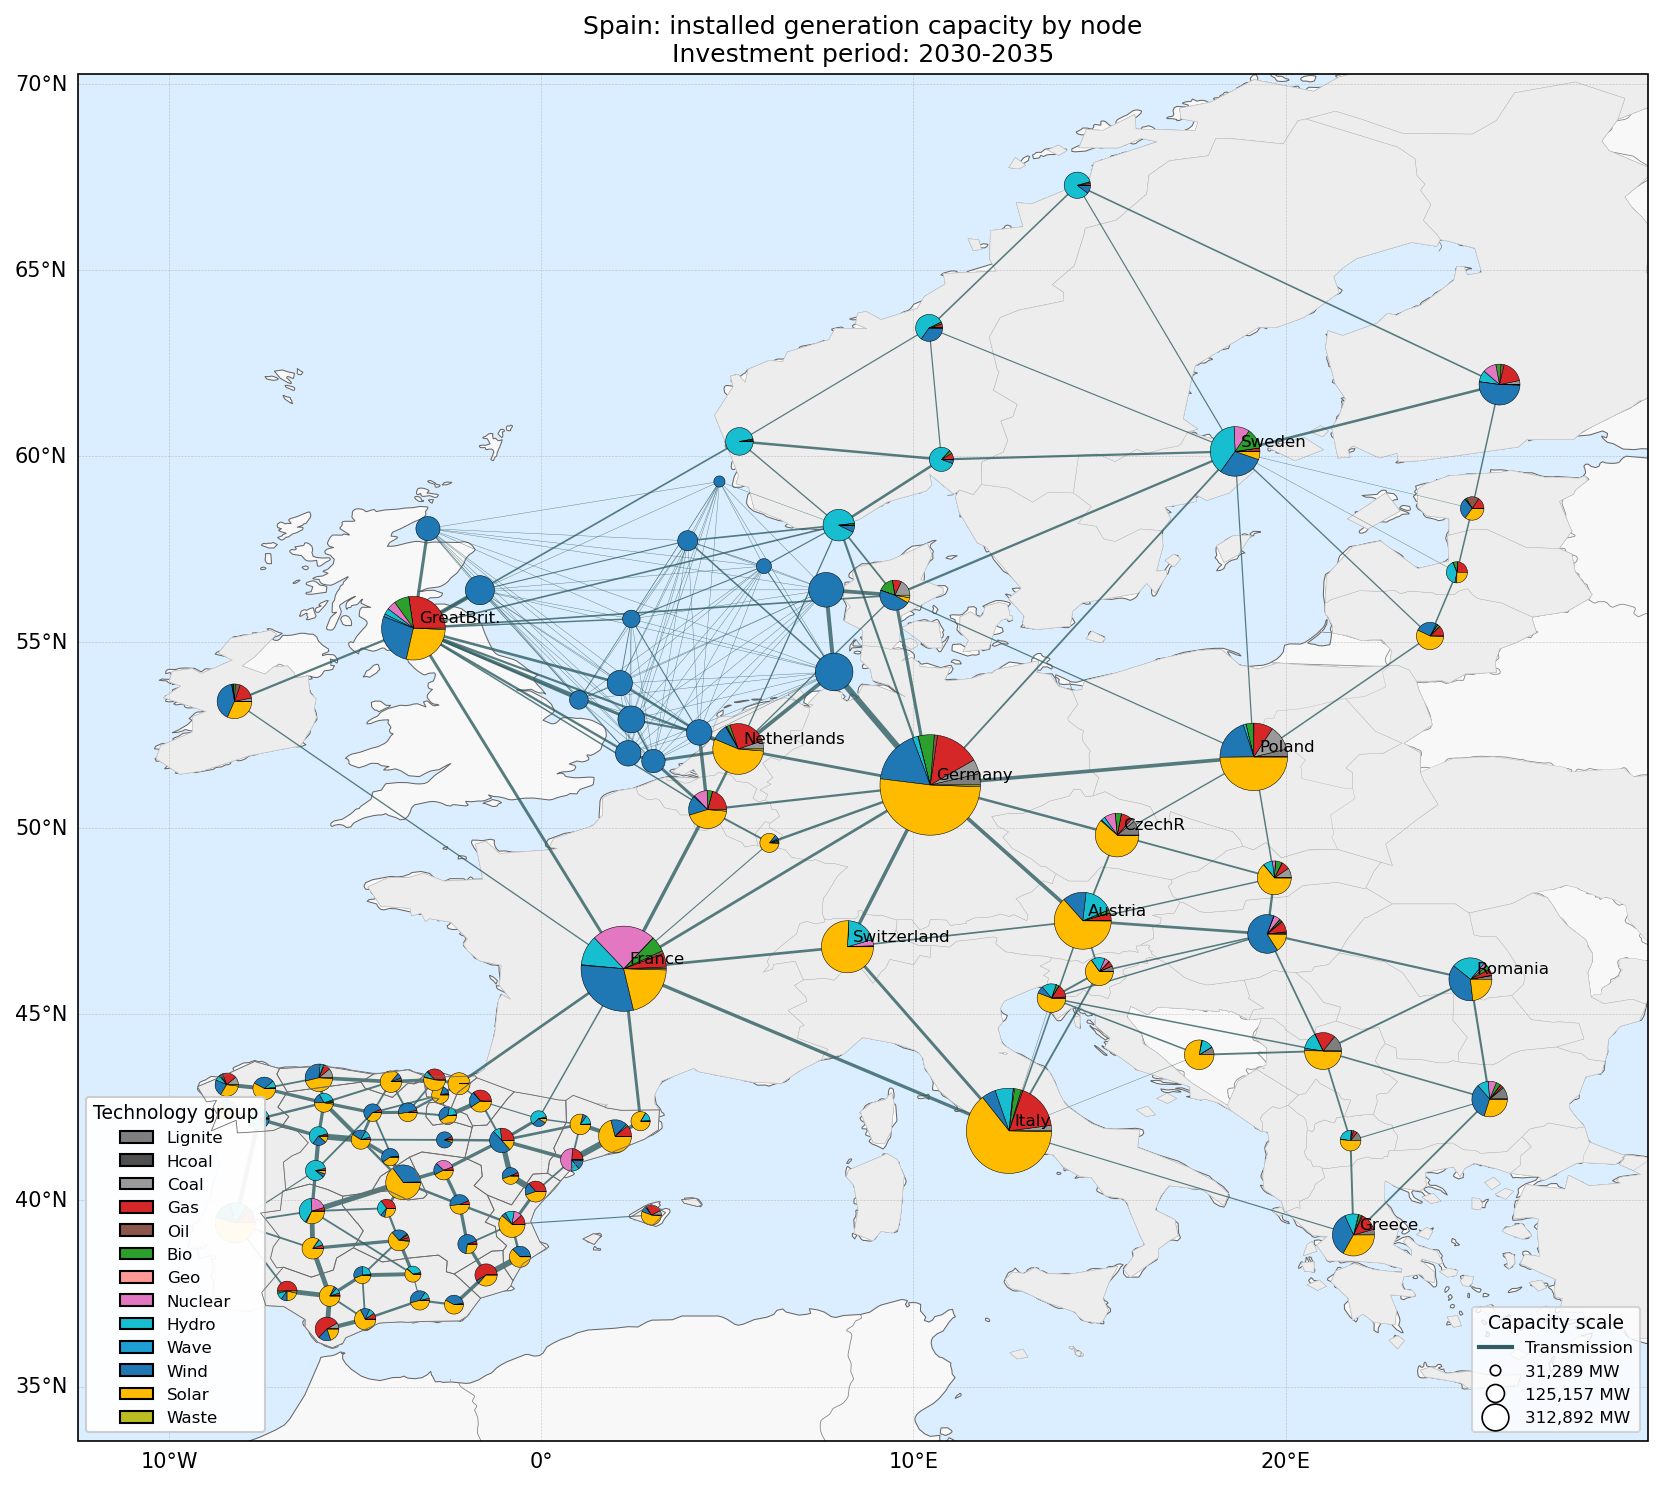 Spain: installed generation capacity by node
Investment period: 2030-2035
70°N
65°N
60°N
55°N
50°N
45°N
40°N
35°N
10°W
0°
10°E
20°E
Sweden
GreatBrit.
Netherlands
Germany
Poland
CzechR
Austria
Switzerland
France
Romania
Italy
Greece
Technology group
Lignite
Hcoal
Coal
Gas
Oil
Bio
Geo
Nuclear
Hydro
Wave
Wind
Solar
Waste
Capacity scale
Transmission
31,289 MW
125,157 MW
312,892 MW